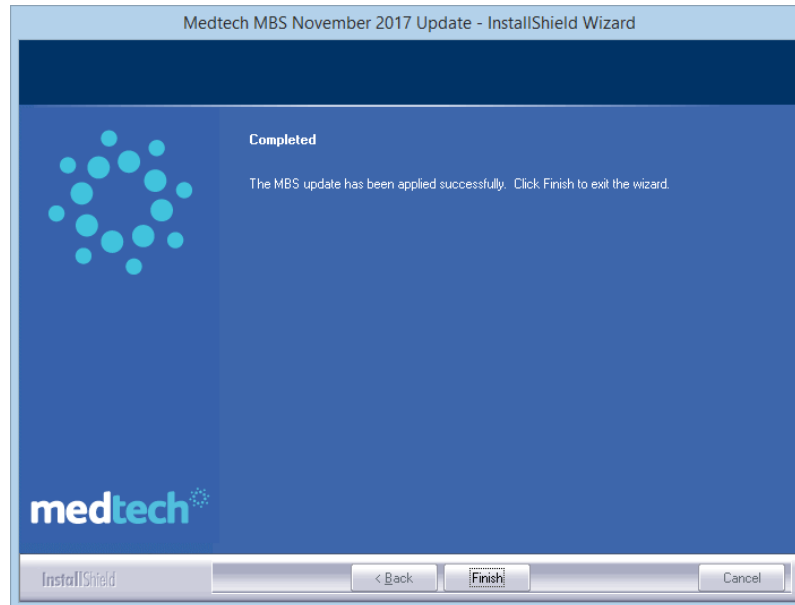 Medtech MBS November 2017 Update - InstallShield Wizard
Completed
The MBS update has been applied successfully. Click Finish to exit the wizard.
medtech
InstallShield
< Back
Finish
Cancel